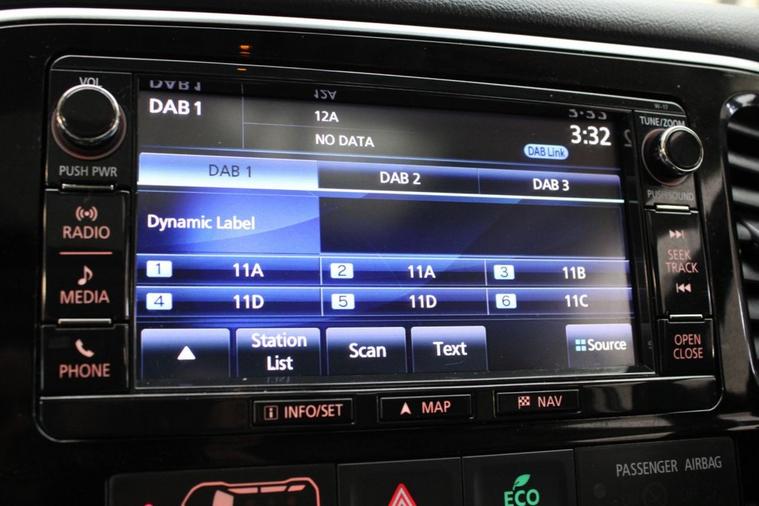 VOL
DAB 1
12A
NO DATA
3:32
DAB Link
TUNE/ZOOM
PUSH PWR
PUSH SOUND
DAB 1
DAB 2
DAB 3
RADIO
Dynamic Label
SEEK
TRACK
MEDIA
1 11A
2 11A
3 11B
4 11D
5 11D
6 11C
PHONE
Station
List
Scan
Text
Source
OPEN
CLOSE
i INFO/SET
MAP
NAV
ECO
PASSENGER AIRBAG